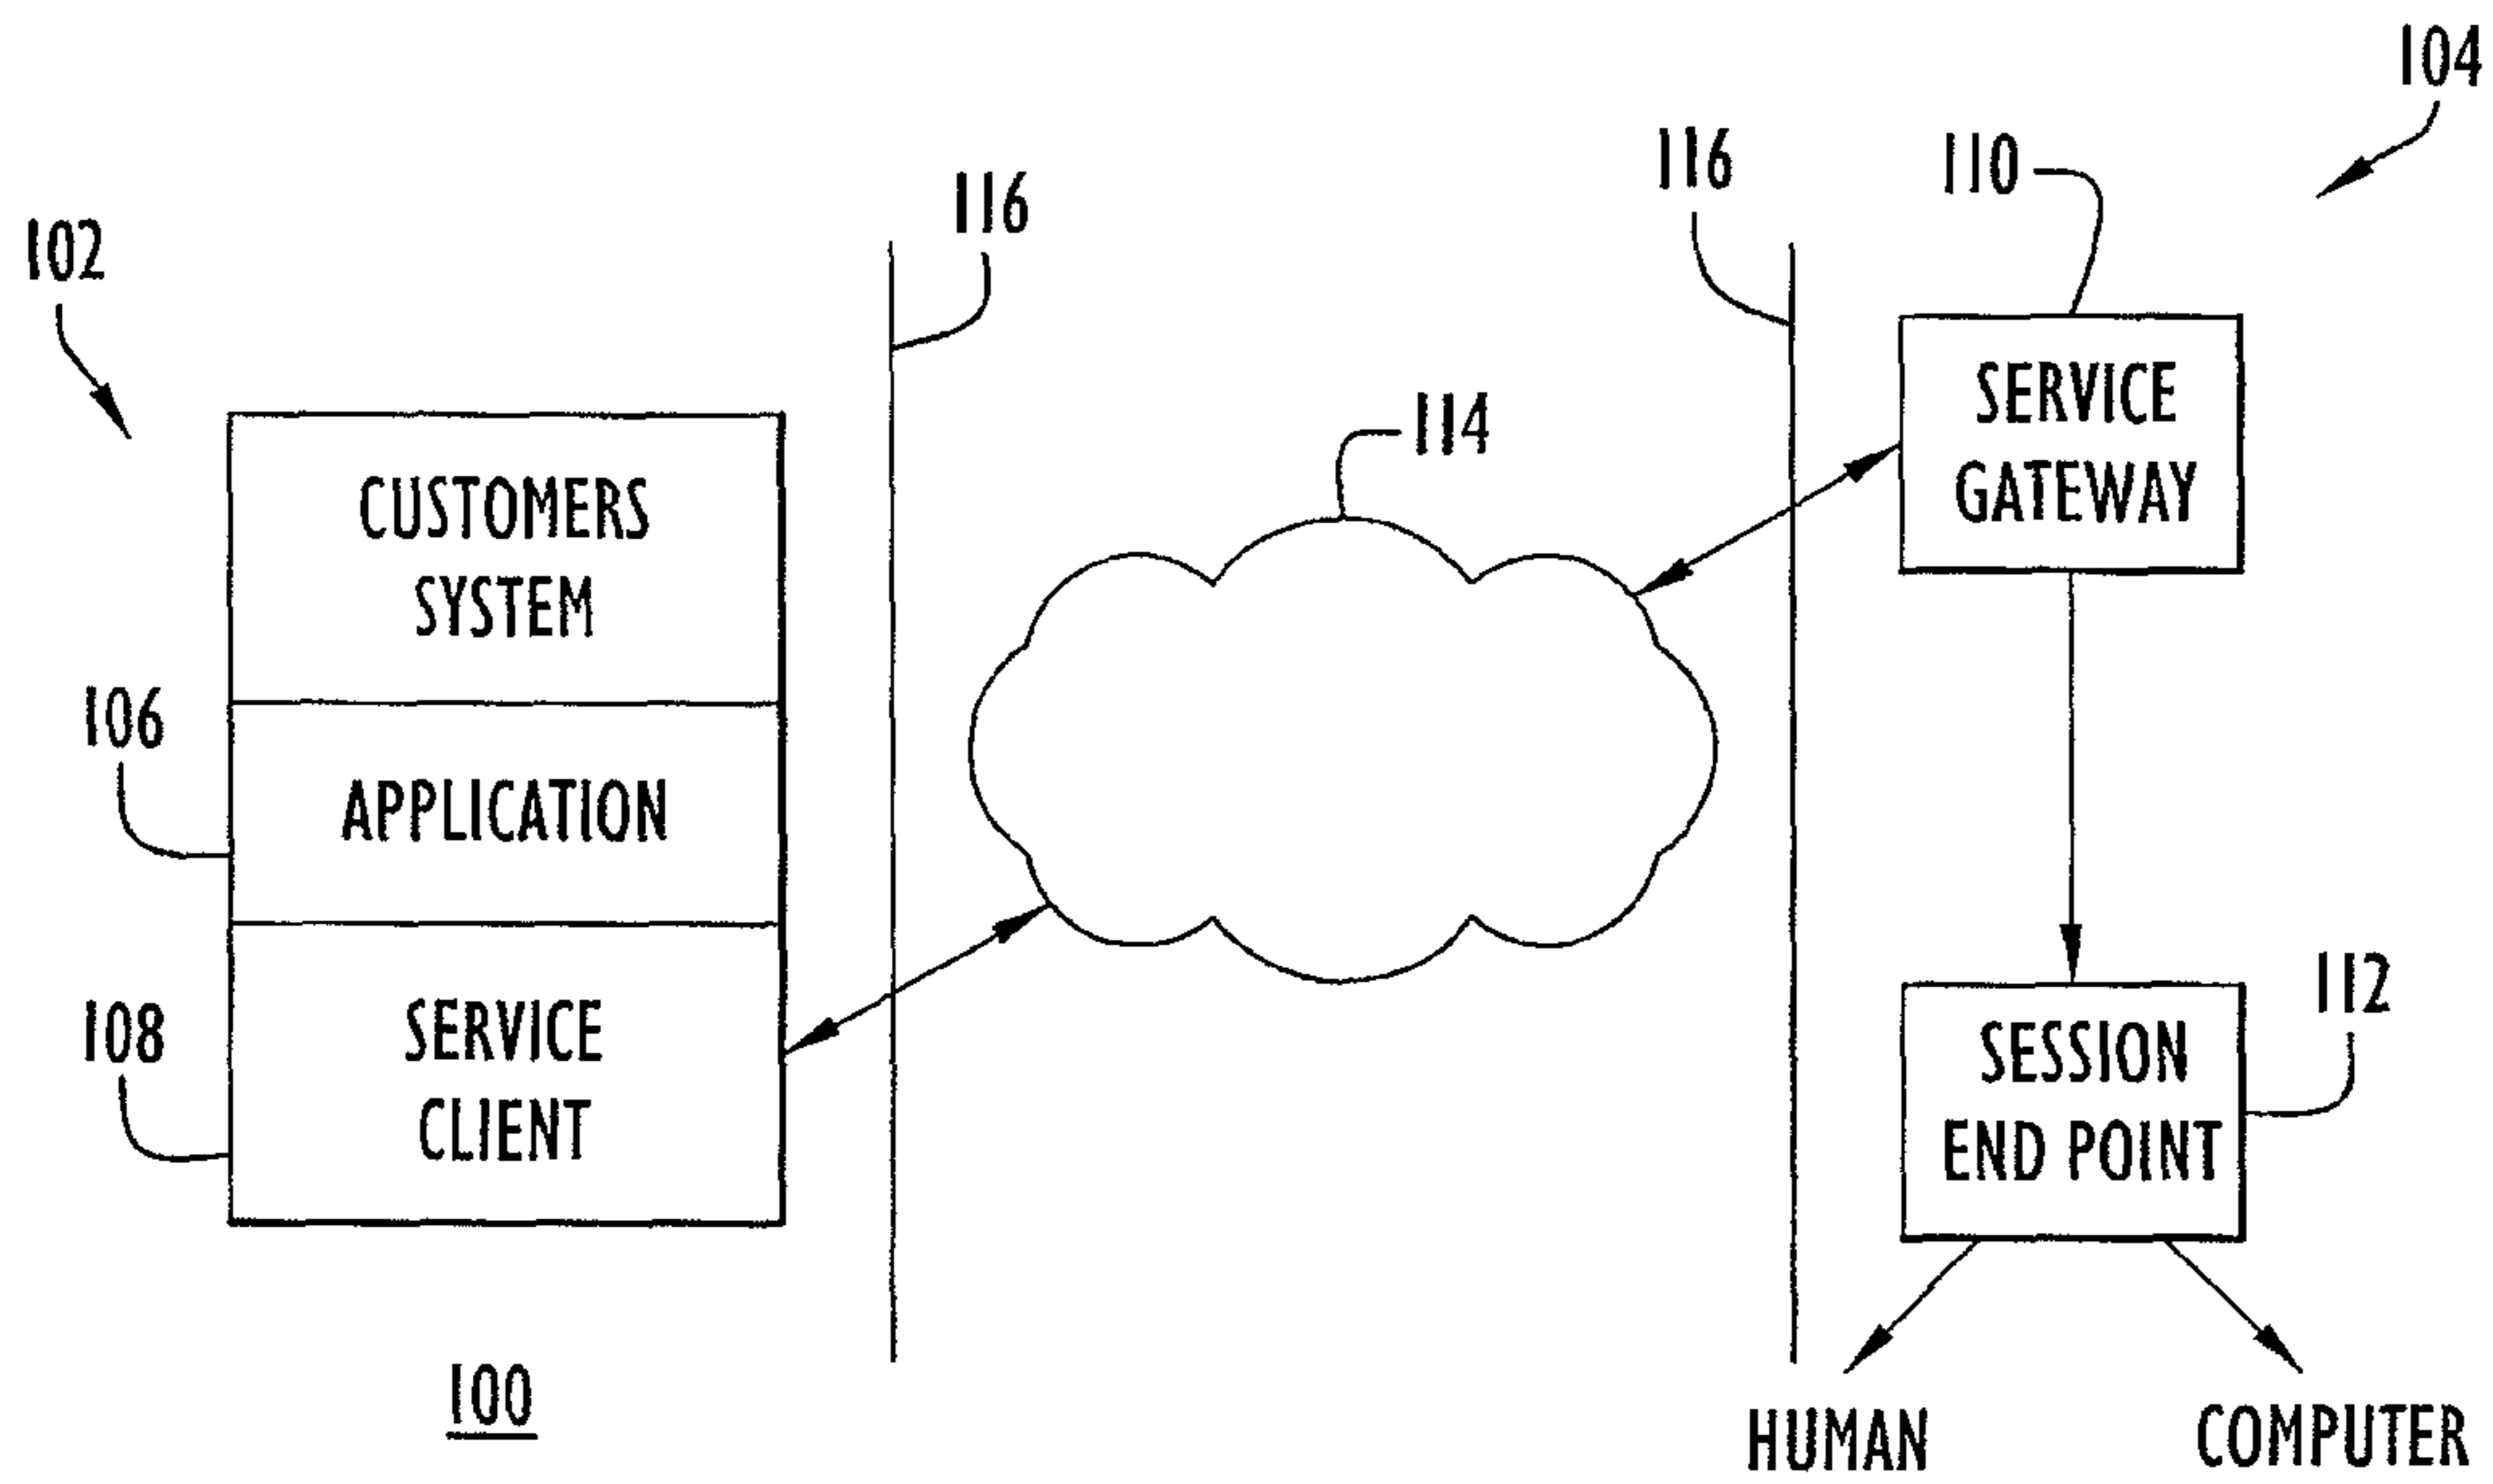 104
116
110
116
102
SERVICE
GATEWAY
114
CUSTOMERS
SYSTEM
106
APPLICATION
108
SERVICE
CLIENT
112
SESSION
END POINT
100
HUMAN
COMPUTER